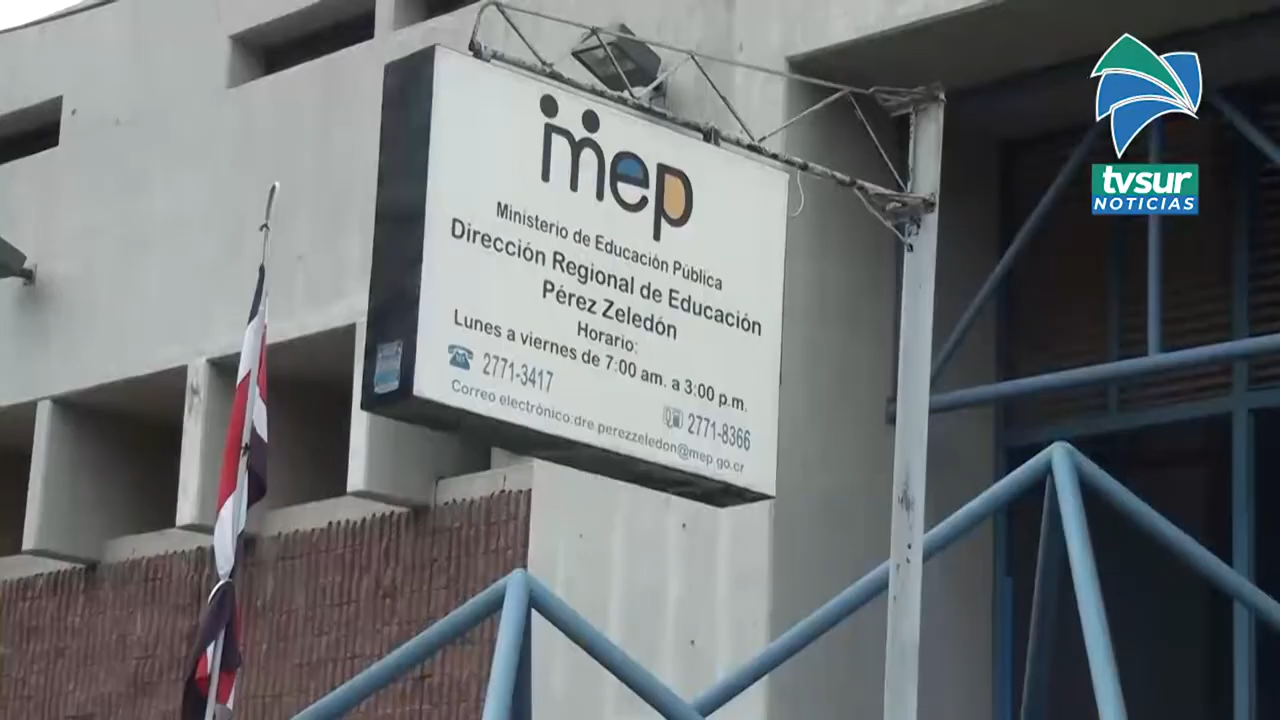 mep
Ministerio de Educación Pública
Dirección Regional de Educación
Pérez Zeledón
Horario:
Lunes a viernes de 7:00 am. a 3:00 p.m.
2771-3417
2771-8366
Correo electrónico:dre.perezzeledon@mep.go.cr
tvsur
NOTICIAS